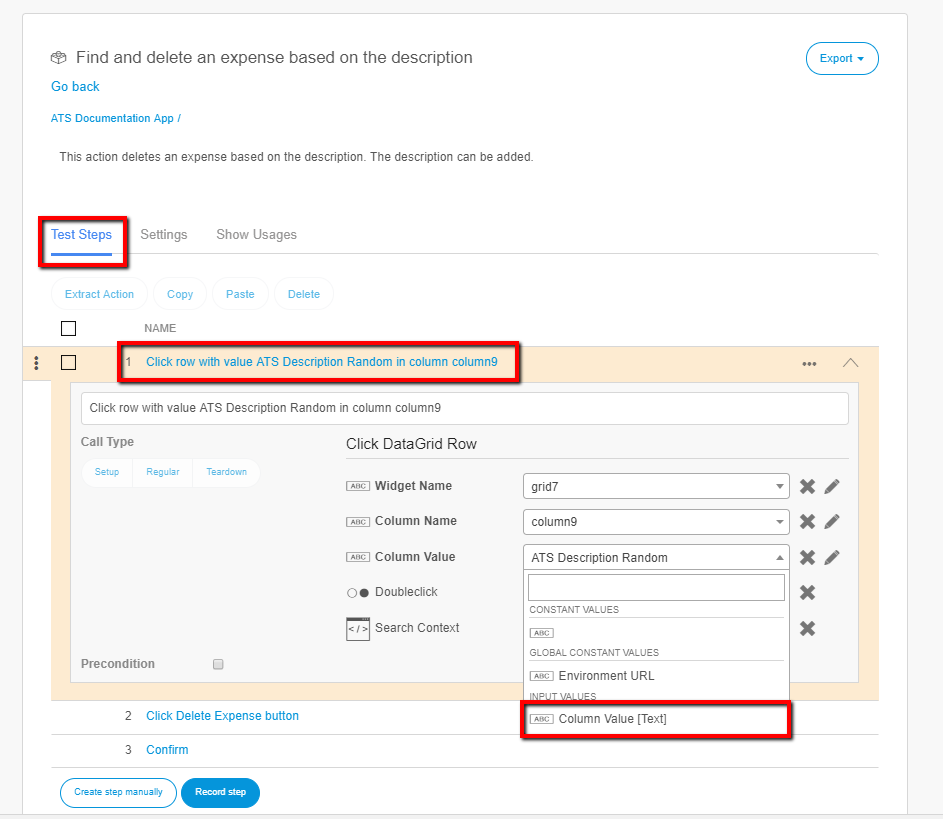 Find and delete an expense based on the description
Export
Go back
ATS Documentation App /
This action deletes an expense based on the description. The description can be added.
Test Steps
Settings
Show Usages
Extract Action
Copy
Paste
Delete
NAME
1 Click row with value ATS Description Random in column column9
Click row with value ATS Description Random in column column9
Call Type
Setup
Regular
Teardown
Click DataGrid Row
ABC Widget Name
grid7
ABC Column Name
column9
ABC Column Value
ATS Description Random
CONSTANT VALUES
ABC
GLOBAL CONSTANT VALUES
ABC Environment URL
INPUT VALUES
ABC Column Value [Text]
Doubleclick
</> Search Context
Precondition
2 Click Delete Expense button
3 Confirm
Create step manually
Record step